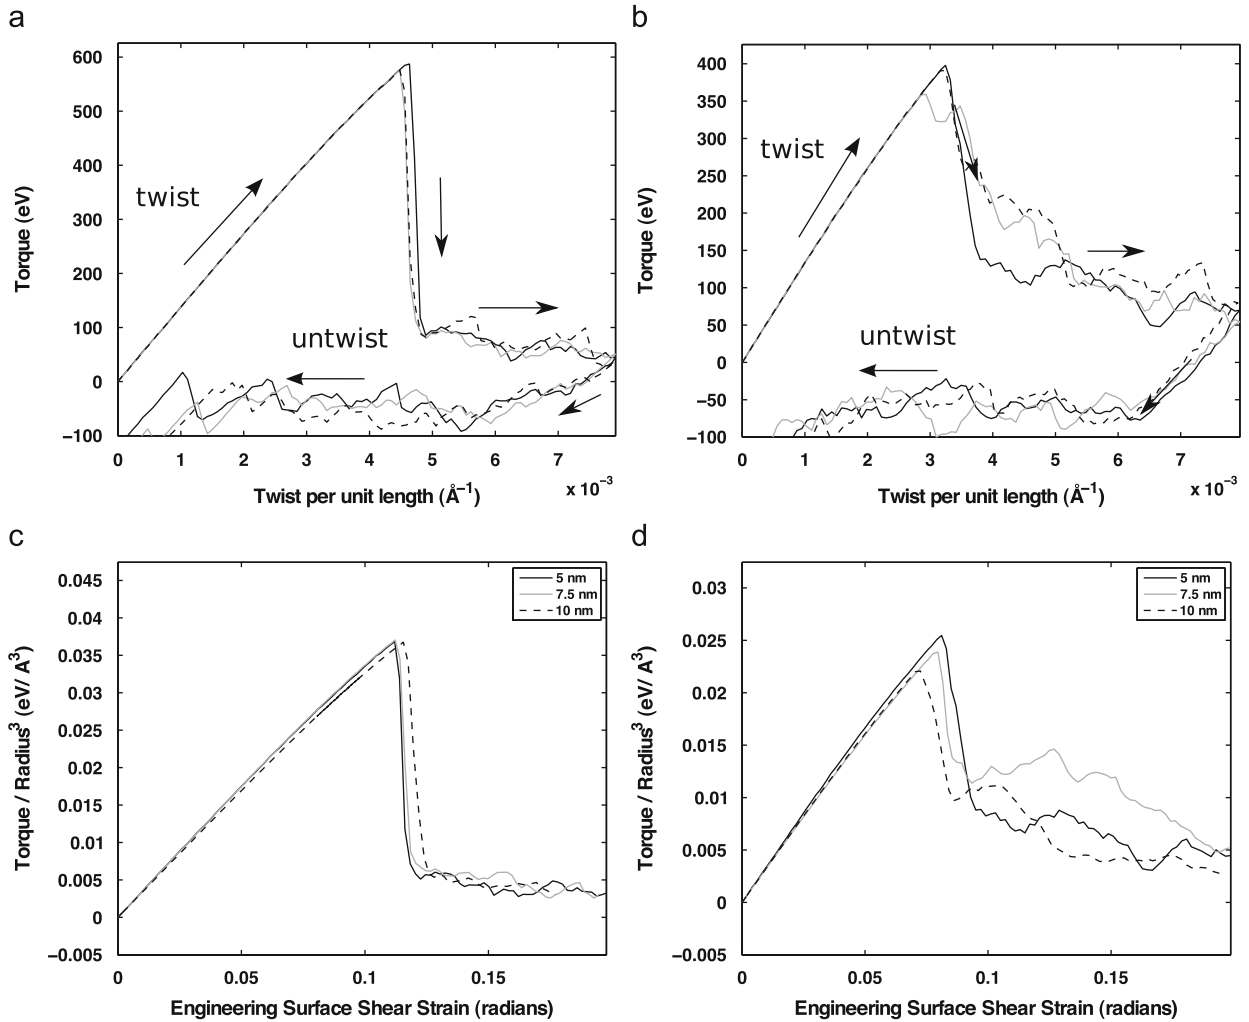 a
600
500
400
300
200
100
0
−100
Torque (eV)
twist
untwist
0 1 2 3 4 5 6 7
x 10⁻³
Twist per unit length (Å⁻¹)
b
400
350
300
250
200
150
100
50
0
−50
−100
Torque (eV)
twist
untwist
0 1 2 3 4 5 6 7
x 10⁻³
Twist per unit length (Å⁻¹)
c
0.045
0.04
0.035
0.03
0.025
0.02
0.015
0.01
0.005
0
−0.005
Torque / Radius³ (eV/ A³)
5 nm
7.5 nm
10 nm
0 0.05 0.1 0.15
Engineering Surface Shear Strain (radians)
d
0.03
0.025
0.02
0.015
0.01
0.005
0
−0.005
Torque / Radius³ (eV/ A³)
5 nm
7.5 nm
10 nm
0 0.05 0.1 0.15
Engineering Surface Shear Strain (radians)